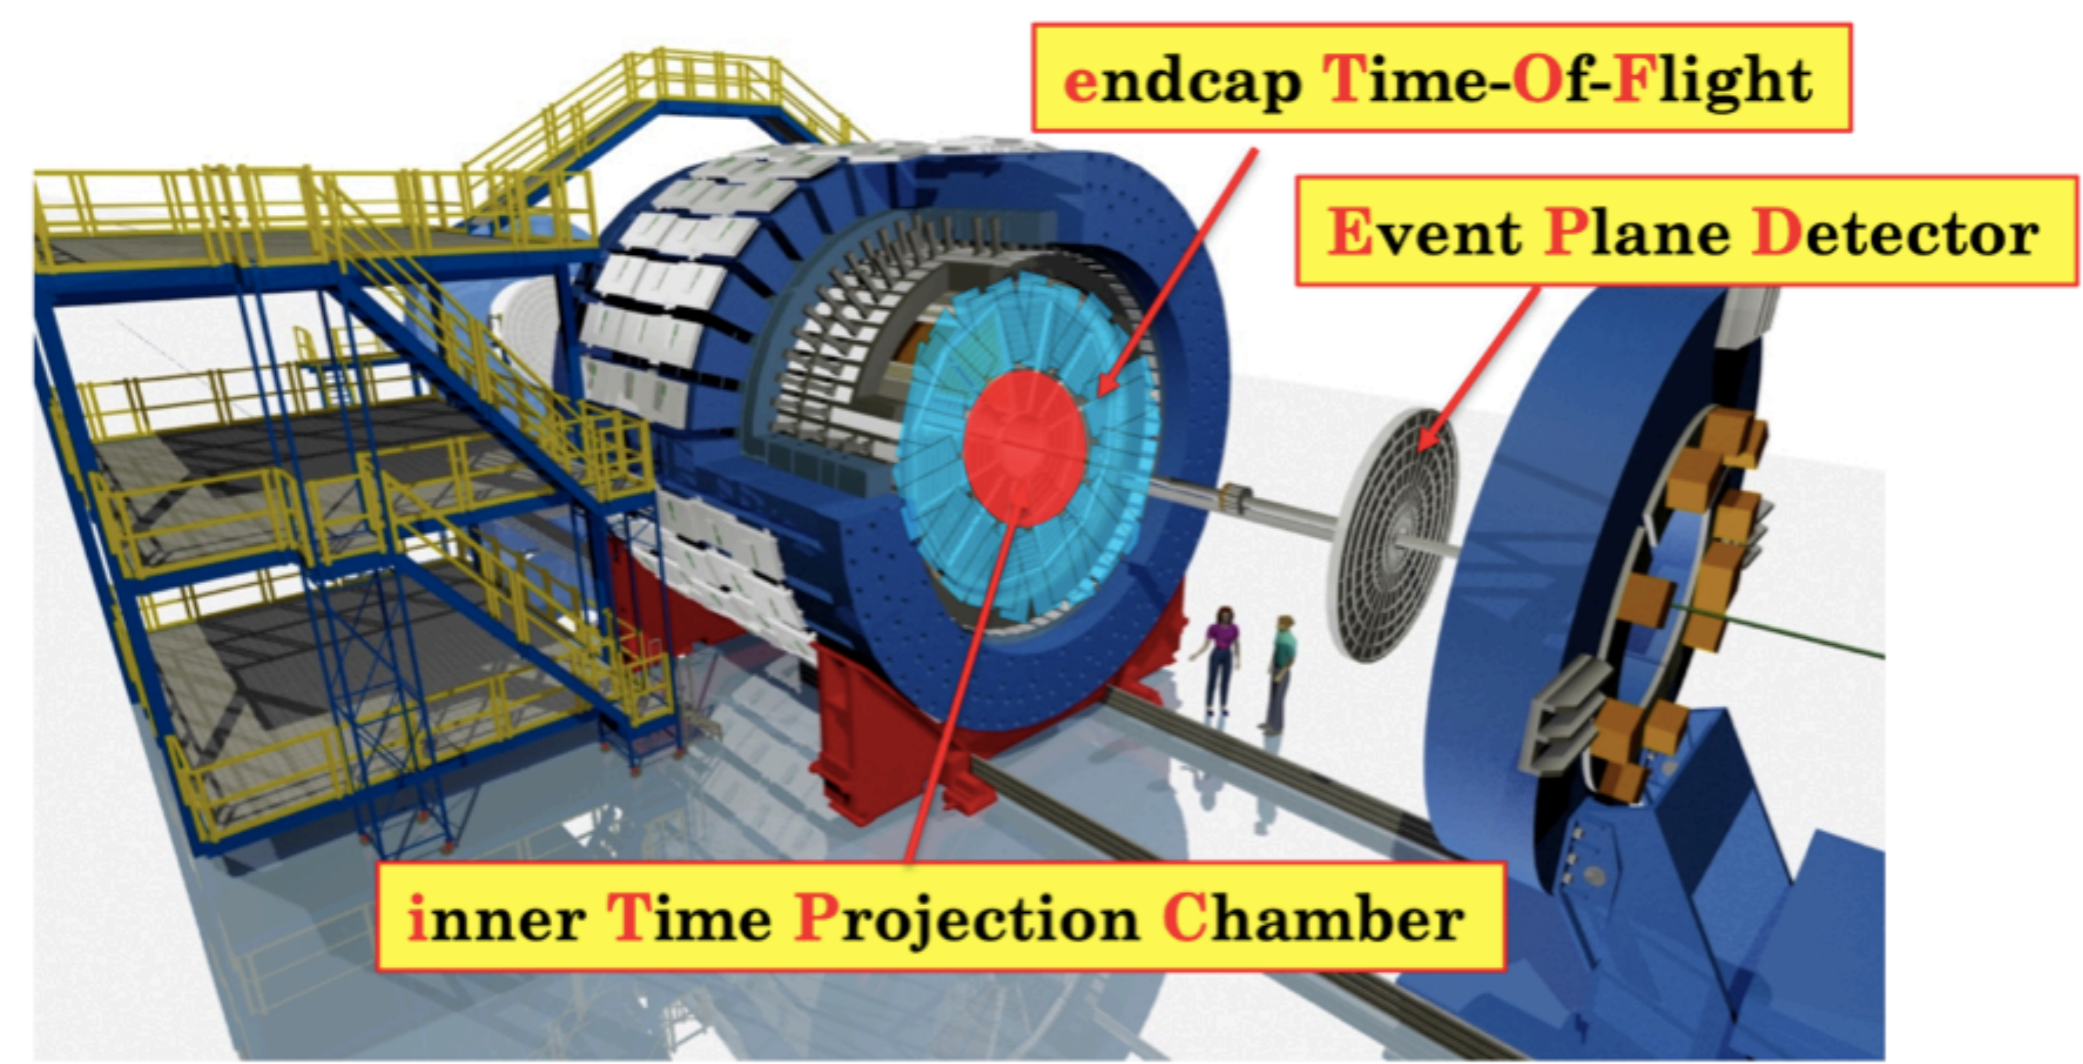 endcap Time-Of-Flight
Event Plane Detector
inner Time Projection Chamber